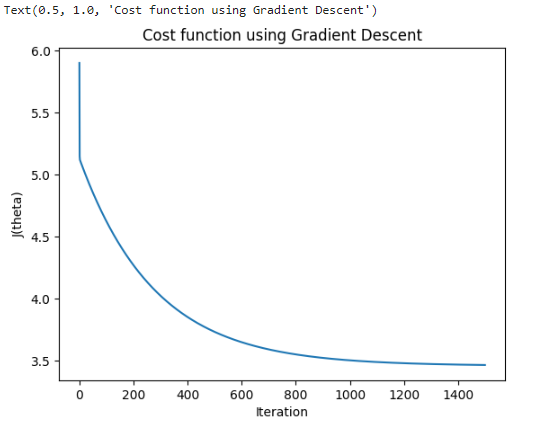 Text(0.5, 1.0, 'Cost function using Gradient Descent')
Cost function using Gradient Descent
6.0
5.5
5.0
4.5
4.0
3.5
J(theta)
0 200 400 600 800 1000 1200 1400
Iteration